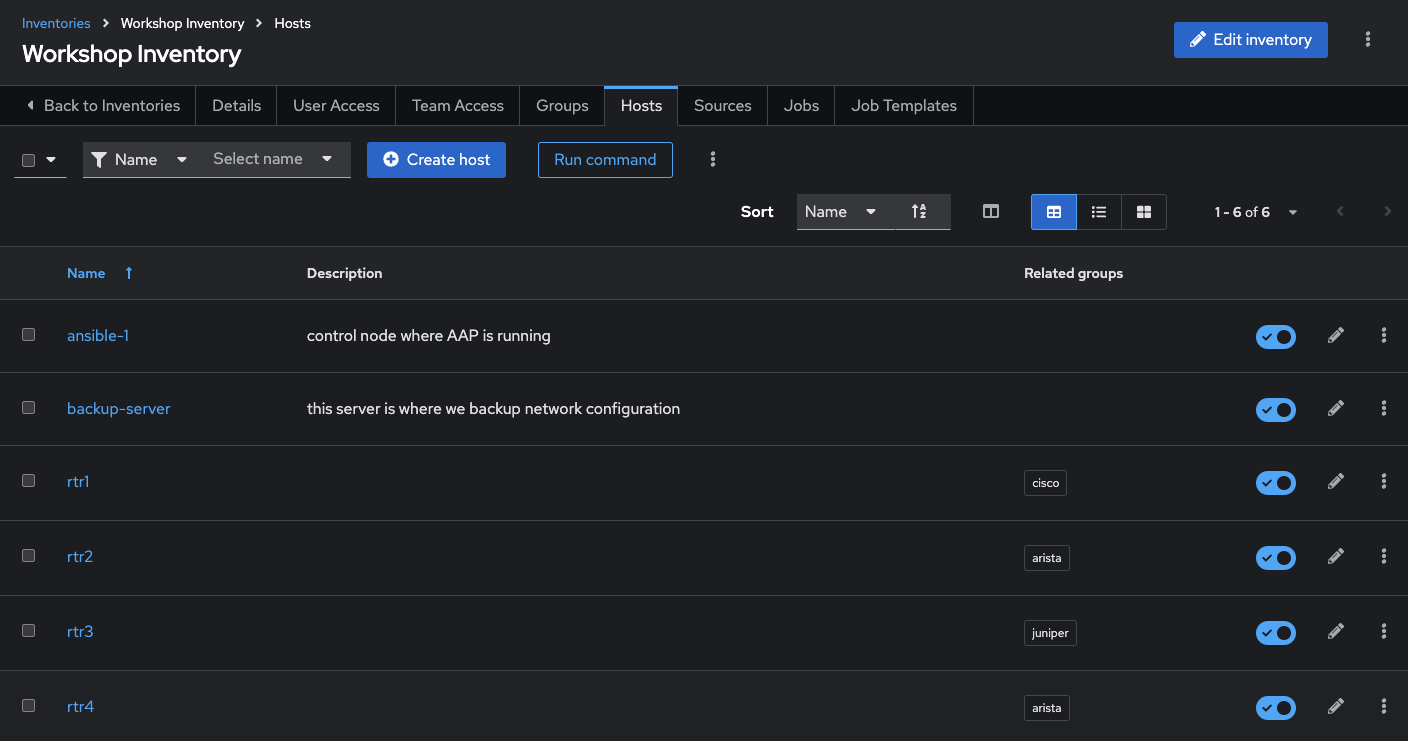 Inventories Workshop Inventory Hosts
Workshop Inventory
Edit inventory
Back to Inventories Details User Access Team Access Groups Hosts Sources Jobs Job Templates
Name Select name Create host Run command
Sort Name 1 - 6 of 6
Name Description Related groups
ansible-1 control node where AAP is running
backup-server this server is where we backup network configuration
rtr1 cisco
rtr2 arista
rtr3 juniper
rtr4 arista